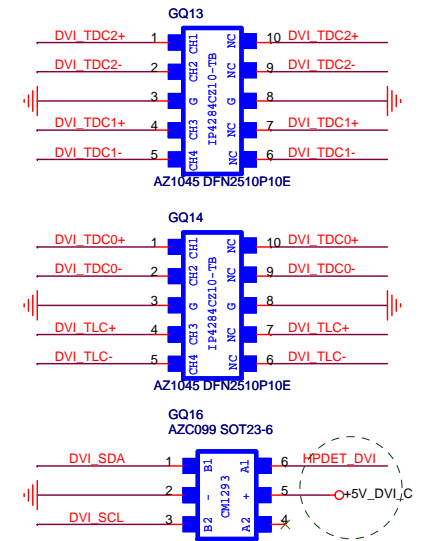 GQ13
DVI_TDC2+ 1 CH1 NC 10 DVI_TDC2+
DVI_TDC2- 2 CH2 NC 9 DVI_TDC2-
3 G G 8
DVI_TDC1+ 4 CH3 NC 7 DVI_TDC1+
DVI_TDC1- 5 CH4 NC 6 DVI_TDC1-
IP4284CZ10-TB
AZ1045 DFN2510P10E
GQ14
DVI_TDC0+ 1 CH1 NC 10 DVI_TDC0+
DVI_TDC0- 2 CH2 NC 9 DVI_TDC0-
3 G G 8
DVI_TLC+ 4 CH3 NC 7 DVI_TLC+
DVI_TLC- 5 CH4 NC 6 DVI_TLC-
IP4284CZ10-TB
AZ1045 DFN2510P10E
GQ16
AZC099 SOT23-6
DVI_SDA 1 B1 A1 6 HPDET_DVI
2 - + 5 +5V_DVI_C
DVI_SCL 3 B2 A2 4
CM1293